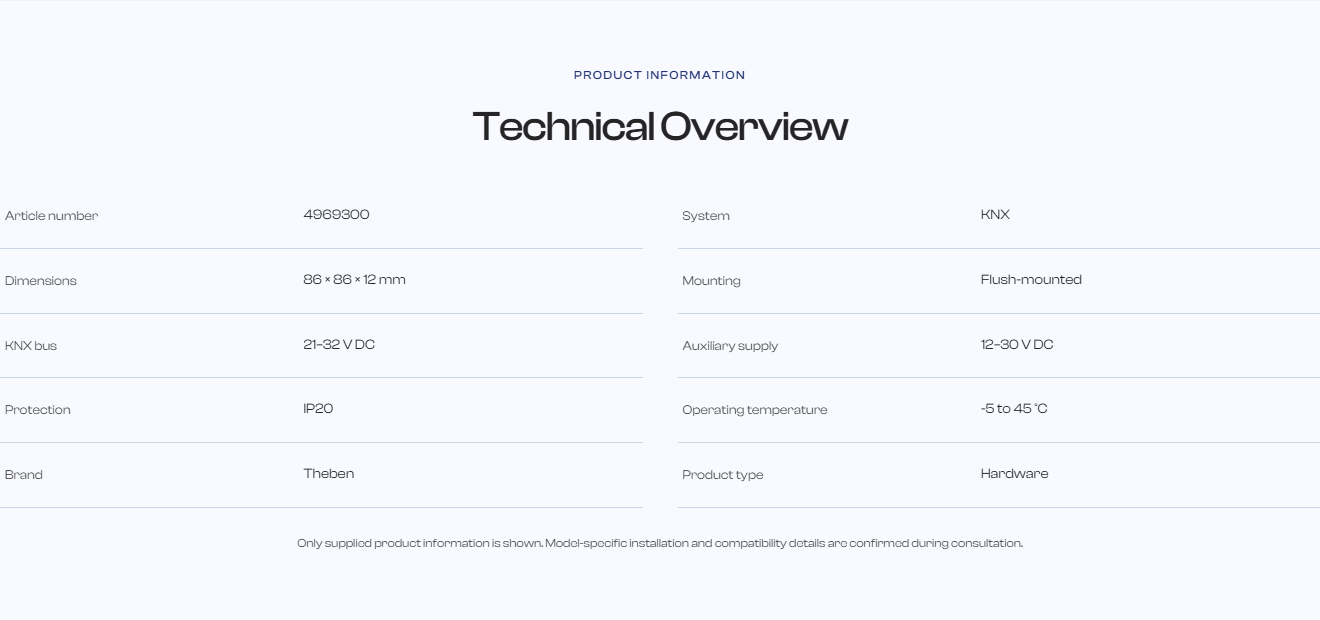 PRODUCT INFORMATION
Technical Overview
Article number 4969300 System KNX
Dimensions 86 × 86 × 12 mm Mounting Flush-mounted
KNX bus 21–32 V DC Auxiliary supply 12–30 V DC
Protection IP20 Operating temperature -5 to 45 °C
Brand Theben Product type Hardware
Only supplied product information is shown. Model-specific installation and compatibility details are confirmed during consultation.